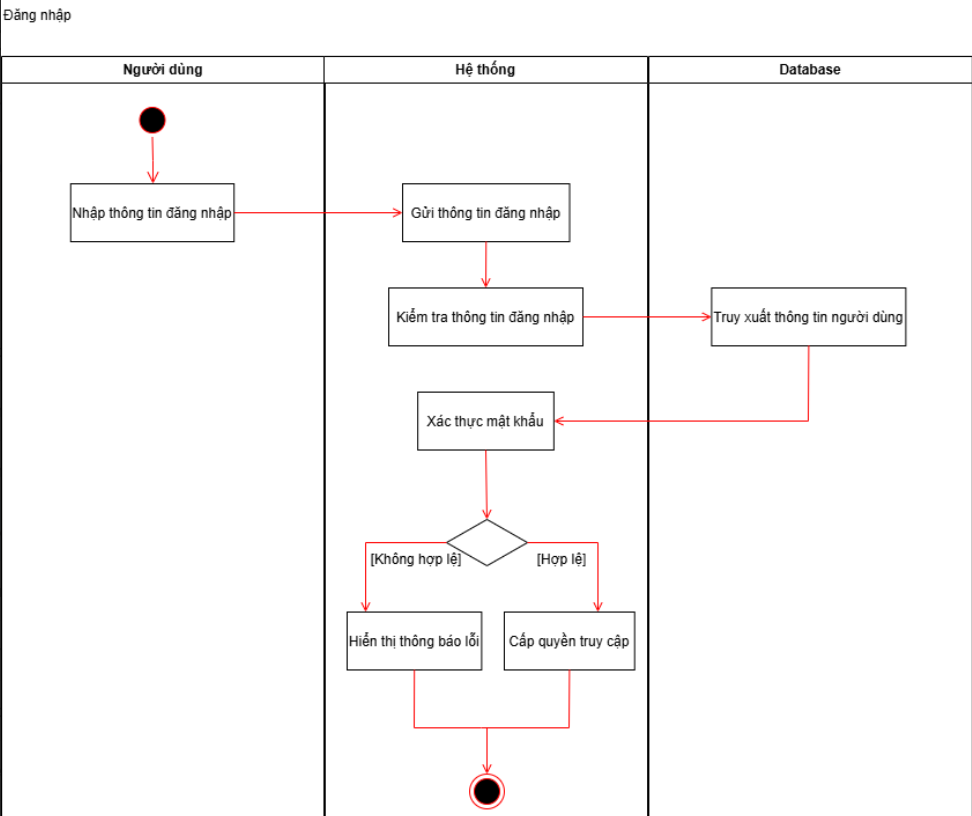 Đăng nhập
Người dùng
Hệ thống
Database
Nhập thông tin đăng nhập
Gửi thông tin đăng nhập
Kiểm tra thông tin đăng nhập
Truy xuất thông tin người dùng
Xác thực mật khẩu
[Không hợp lệ]
[Hợp lệ]
Hiển thị thông báo lỗi
Cấp quyền truy cập